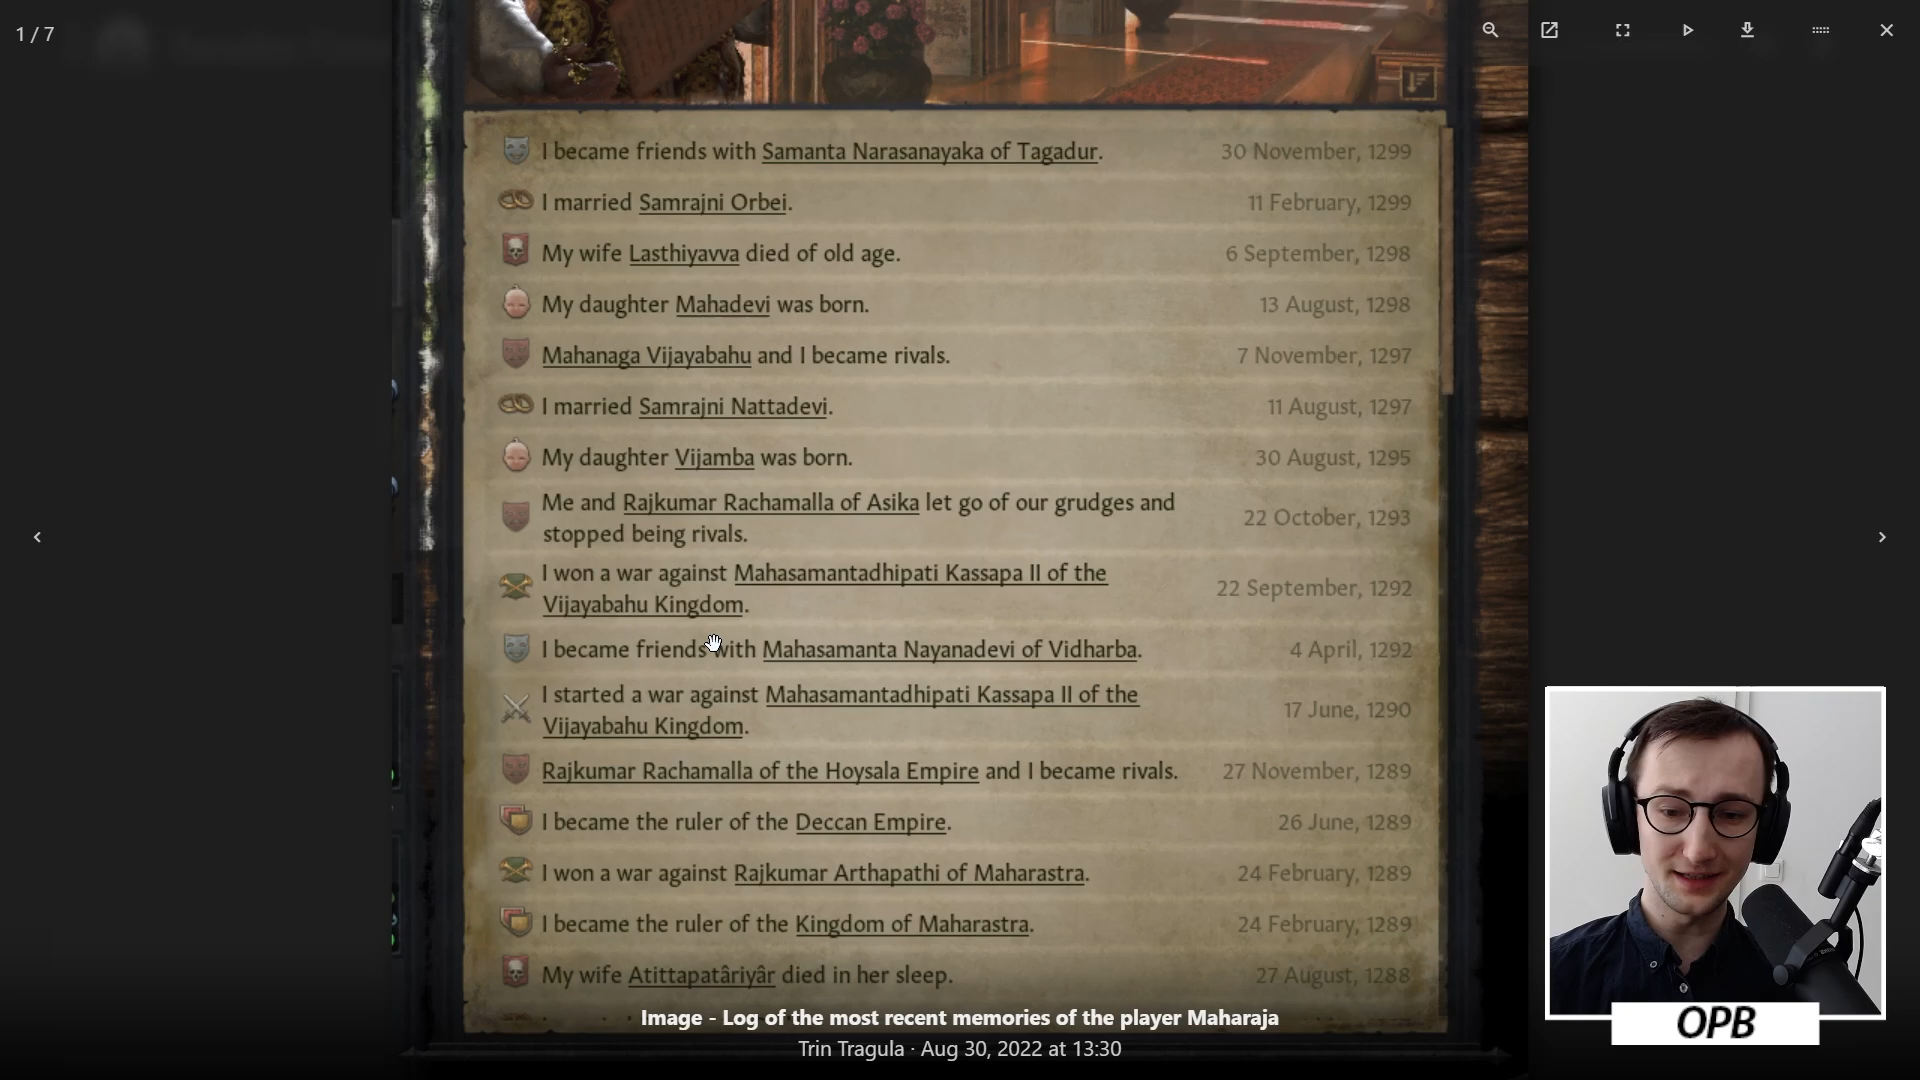 1 / 7
I became friends with Samanta Narasanayaka of Tagadur. 30 November, 1299
I married Samrajni Orbei. 11 February, 1299
My wife Lasthiyavva died of old age. 6 September, 1298
My daughter Mahadevi was born. 13 August, 1298
Mahanaga Vijayabahu and I became rivals. 7 November, 1297
I married Samrajni Nattadevi. 11 August, 1297
My daughter Vijamba was born. 30 August, 1295
Me and Rajkumar Rachamalla of Asika let go of our grudges and
stopped being rivals. 22 October, 1293
I won a war against Mahasamantadhipati Kassapa II of the
Vijayabahu Kingdom. 22 September, 1292
I became friends with Mahasamanta Nayanadevi of Vidharba. 4 April, 1292
I started a war against Mahasamantadhipati Kassapa II of the
Vijayabahu Kingdom. 17 June, 1290
Rajkumar Rachamalla of the Hoysala Empire and I became rivals. 27 November, 1289
I became the ruler of the Deccan Empire. 26 June, 1289
I won a war against Rajkumar Arthapathi of Maharastra. 24 February, 1289
I became the ruler of the Kingdom of Maharastra. 24 February, 1289
My wife Atittapatâriyâr died in her sleep. 27 August, 1288
Image - Log of the most recent memories of the player Maharaja
Trin Tragula · Aug 30, 2022 at 13:30
OPB